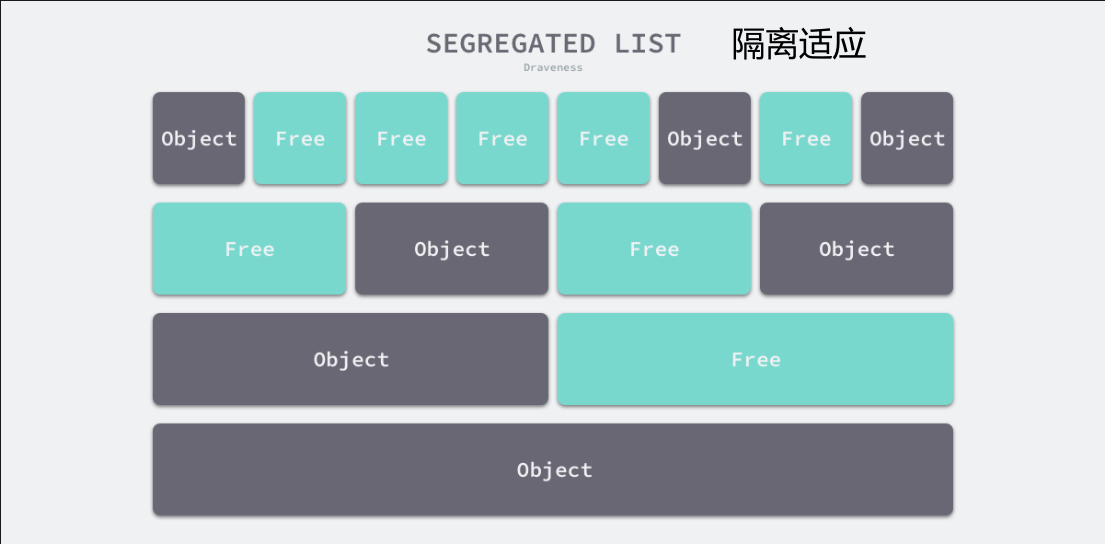 SEGREGATED LIST 隔离适应
Draveness
Object Free Free Free Free Object Free Object
Free Object Free Object
Object Free
Object